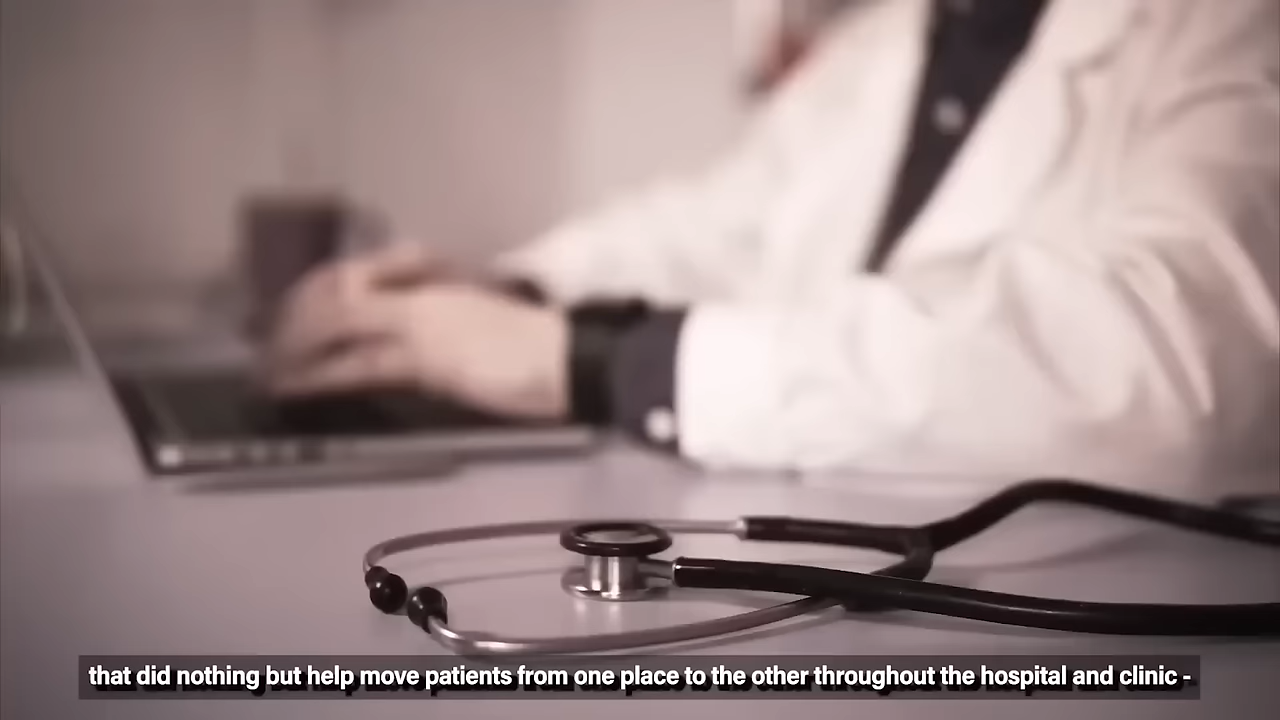 that did nothing but help move patients from one place to the other throughout the hospital and clinic -